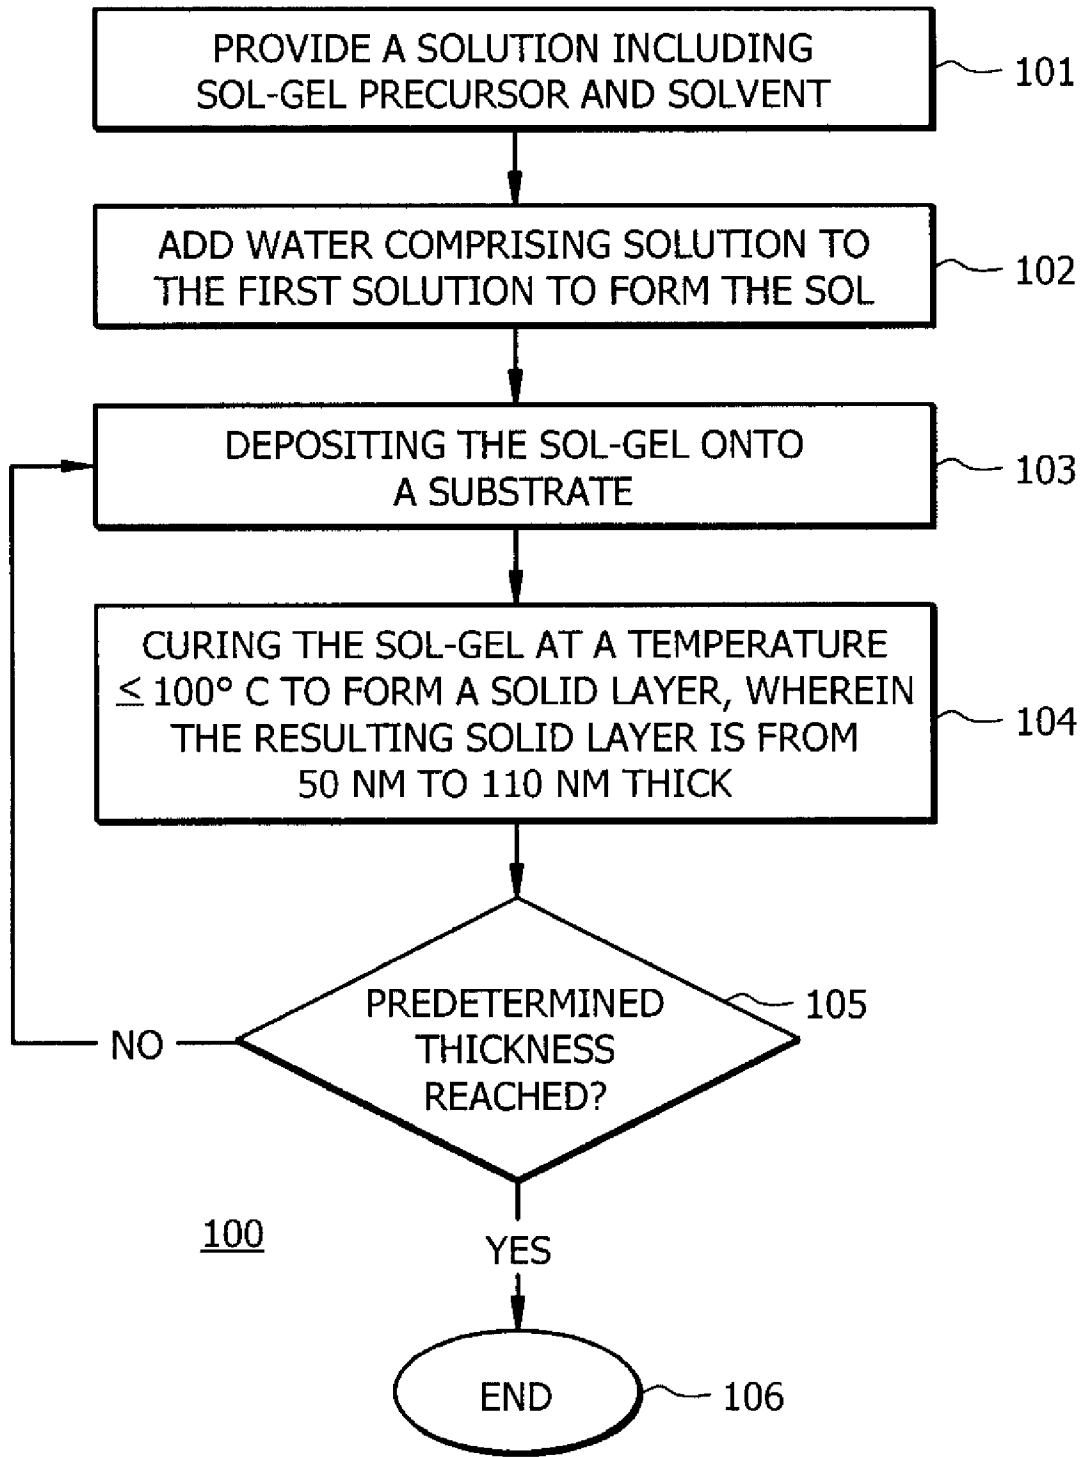 PROVIDE A SOLUTION INCLUDING
SOL-GEL PRECURSOR AND SOLVENT
101
ADD WATER COMPRISING SOLUTION TO
THE FIRST SOLUTION TO FORM THE SOL
102
DEPOSITING THE SOL-GEL ONTO
A SUBSTRATE
103
CURING THE SOL-GEL AT A TEMPERATURE
≤ 100° C TO FORM A SOLID LAYER, WHEREIN
THE RESULTING SOLID LAYER IS FROM
50 NM TO 110 NM THICK
104
PREDETERMINED
THICKNESS
REACHED?
105
NO
100
YES
END
106